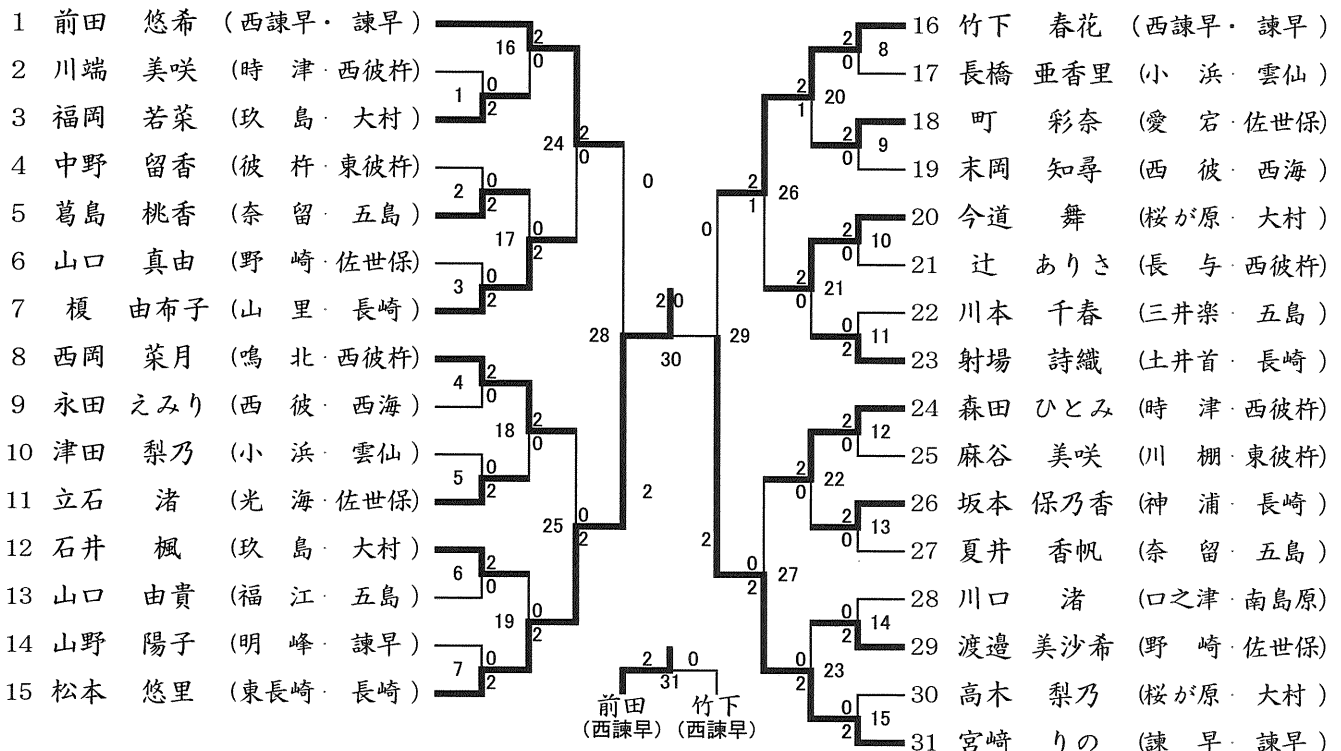 1 前田 悠希 (西諫早・諫早)
2 川端 美咲 (時津・西彼杵)
3 福岡 若菜 (玖島・大村)
4 中野 留香 (彼杵・東彼杵)
5 葛島 桃香 (奈留・五島)
6 山口 真由 (野崎・佐世保)
7 榎 由布子 (山里・長崎)
8 西岡 菜月 (鳴北・西彼杵)
9 永田 えみり (西彼・西海)
10 津田 梨乃 (小浜・雲仙)
11 立石 渚 (光海・佐世保)
12 石井 楓 (玖島・大村)
13 山口 由貴 (福江・五島)
14 山野 陽子 (明峰・諫早)
15 松本 悠里 (東長崎・長崎)
0 1 2
0 2 2
0 3 2
2 4 0
0 5 2
2 6 0
0 7 2
2 16 0
0 17 2
2 18 0
0 19 2
2 24 0
0 25 2
0 28 2
2 0
30
0 29 2
2 26 1
0 27 2
2 20 1
2 21 0
2 22 0
0 23 2
2 8 0
2 9 0
2 10 0
0 11 2
2 12 0
2 13 0
0 14 2
0 15 2
2 0
31
前田 竹下
(西諫早) (西諫早)
16 竹下 春花 (西諫早・諫早)
17 長橋 亜香里 (小浜・雲仙)
18 町 彩奈 (愛宕・佐世保)
19 末岡 知尋 (西彼・西海)
20 今道 舞 (桜が原・大村)
21 辻 ありさ (長与・西彼杵)
22 川本 千春 (三井楽・五島)
23 射場 詩織 (土井首・長崎)
24 森田 ひとみ (時津・西彼杵)
25 麻谷 美咲 (川棚・東彼杵)
26 坂本 保乃香 (神浦・長崎)
27 夏井 香帆 (奈留・五島)
28 川口 渚 (口之津・南島原)
29 渡邉 美沙希 (野崎・佐世保)
30 高木 梨乃 (桜が原・大村)
31 宮﨑 りの (諫早・諫早)